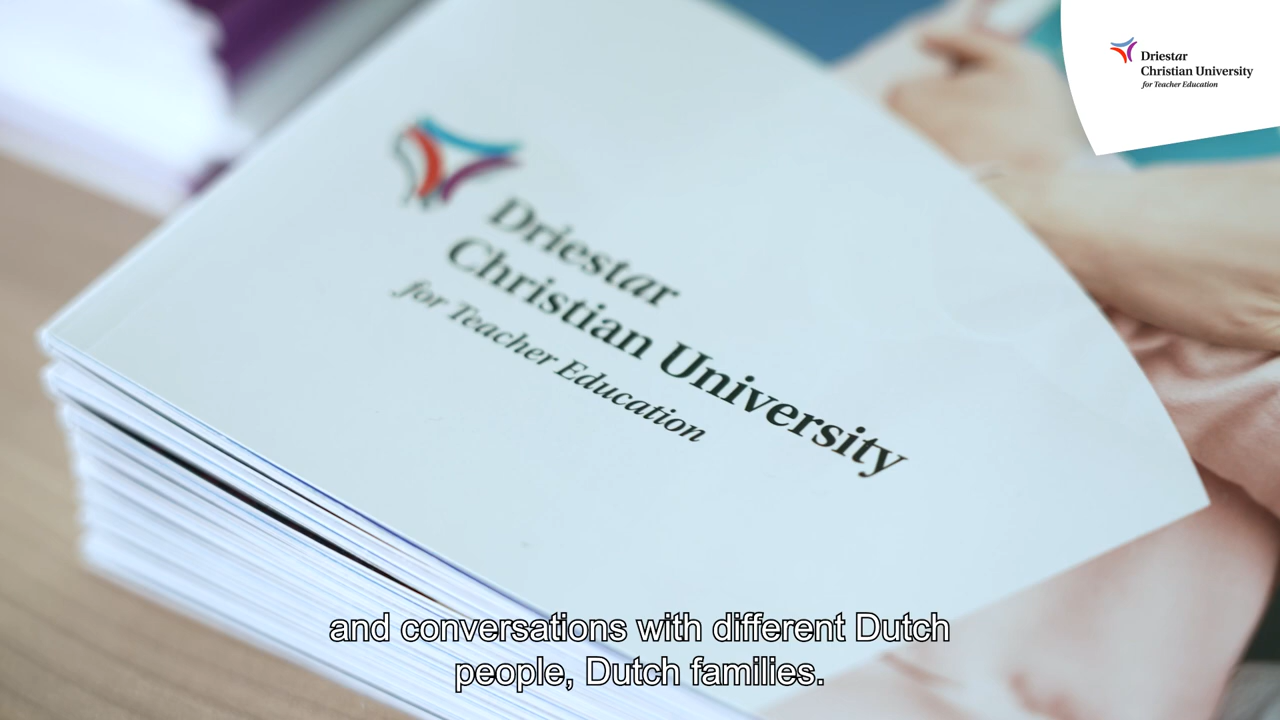 Driestar
Christian University
for Teacher Education
Driestar
Christian University
for Teacher Education
and conversations with different Dutch
people, Dutch families.